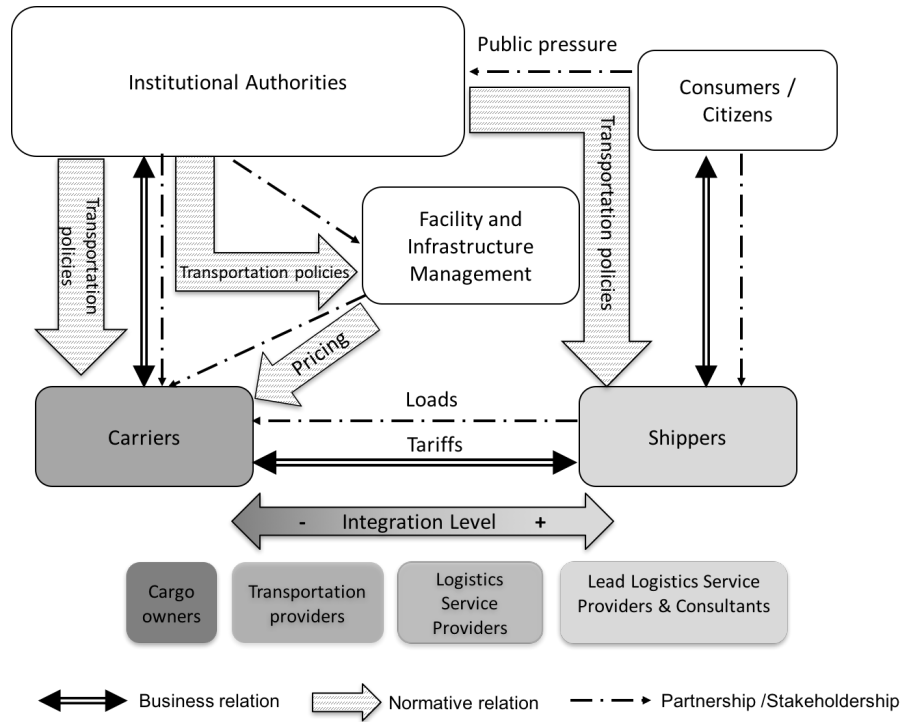 Public pressure
Institutional Authorities
Consumers /
Citizens
Transportation
policies
Transportation policies
Facility and
Infrastructure
Management
Transportation policies
Pricing
Carriers
Loads
Tariffs
Shippers
- Integration Level +
Cargo
owners
Transportation
providers
Logistics
Service
Providers
Lead Logistics Service
Providers & Consultants
Business relation
Normative relation
Partnership /Stakeholdership